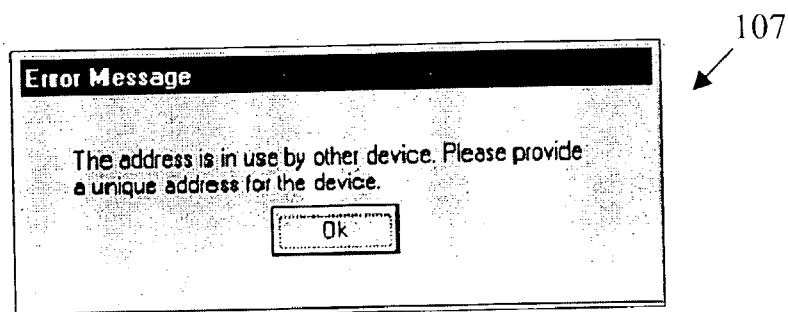 107
Error Message
The address is in use by other device. Please provide
a unique address for the device.
Ok